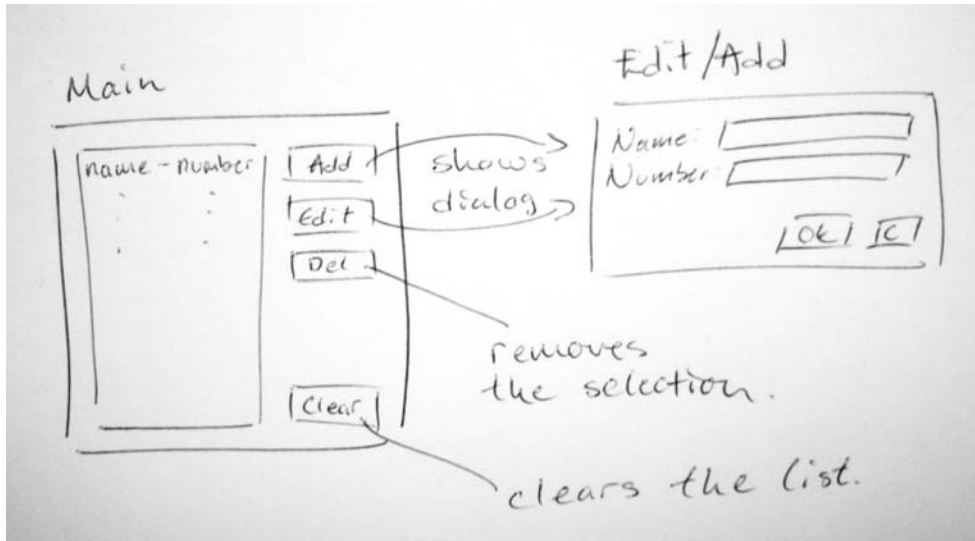 Main
name - number
Add
Edit
Del
Clear
shows
dialog
removes
the selection.
clears the list.
Edit/Add
Name:
Number:
OK
C